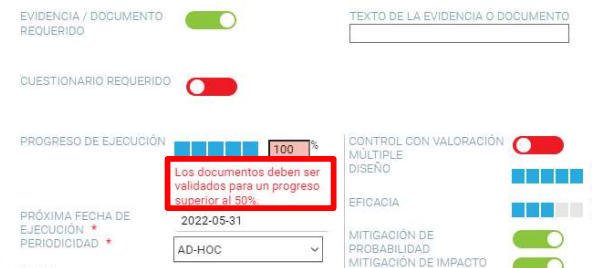 EVIDENCIA / DOCUMENTO
REQUERIDO
TEXTO DE LA EVIDENCIA O DOCUMENTO
CUESTIONARIO REQUERIDO
PROGRESO DE EJECUCIÓN
100 %
Los documentos deben ser
validados para un progreso
superior al 50%.
PRÓXIMA FECHA DE
EJECUCIÓN *
2022-05-31
PERIODICIDAD *
AD-HOC
CONTROL CON VALORACIÓN
MÚLTIPLE
DISEÑO
EFICACIA
MITIGACIÓN DE
PROBABILIDAD
MITIGACIÓN DE IMPACTO